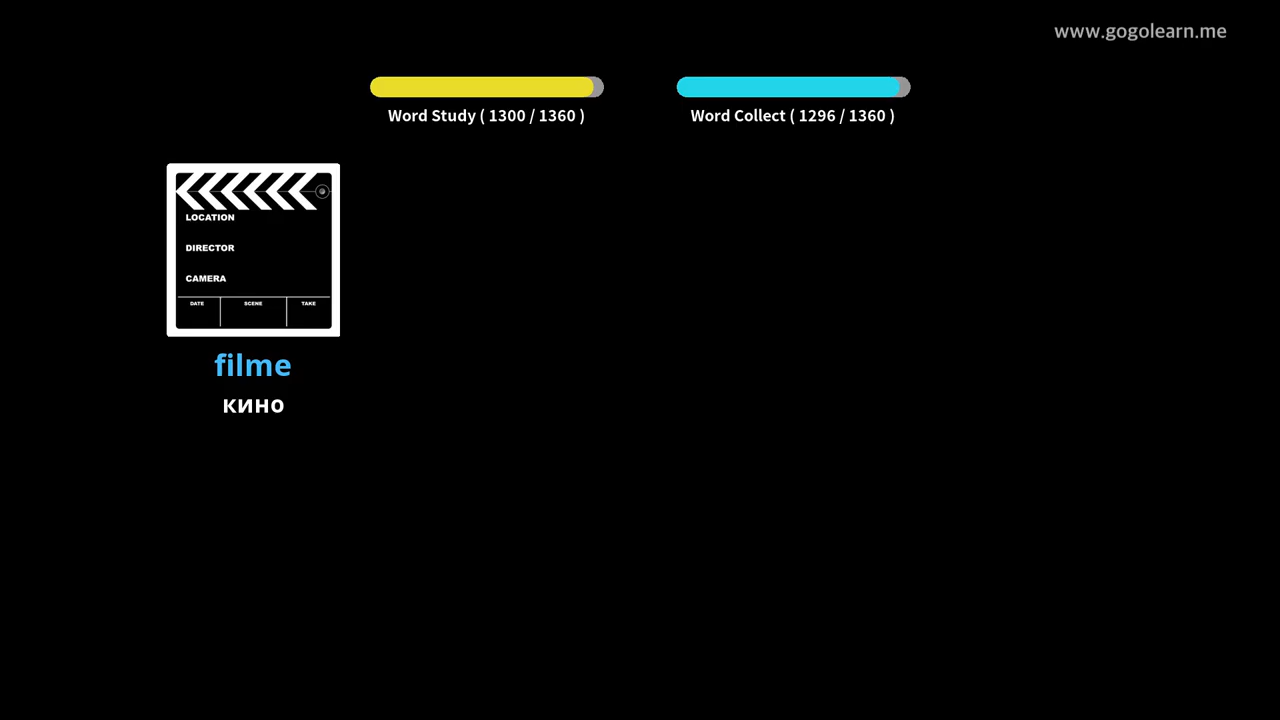 www.gogolearn.me
Word Study ( 1300 / 1360 )
Word Collect ( 1296 / 1360 )
LOCATION
DIRECTOR
CAMERA
DATE SCENE TAKE
filme
кино